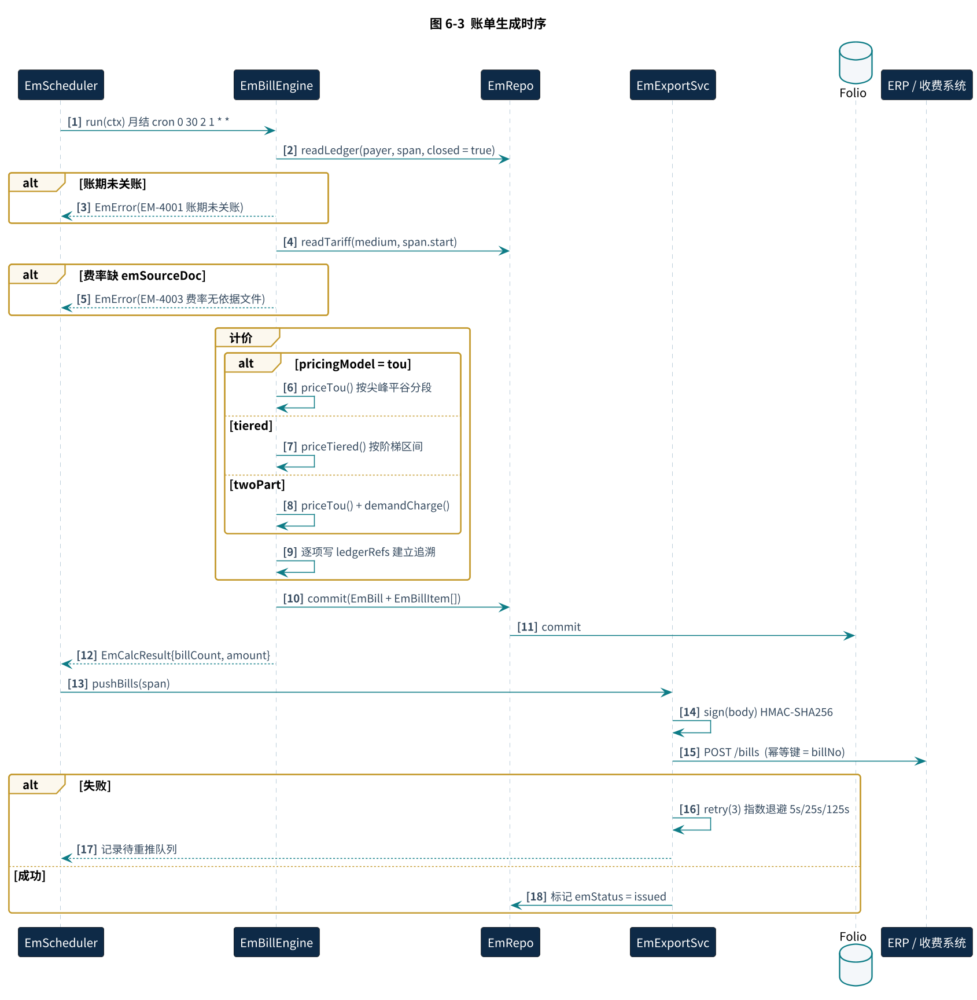 图 6-3  账单生成时序
EmScheduler
EmBillEngine
EmRepo
EmExportSvc
Folio
ERP / 收费系统
[1] run(ctx) 月结 cron 0 30 2 1 * *
[2] readLedger(payer, span, closed = true)
alt [账期未关账]
[3] EmError(EM-4001 账期未关账)
[4] readTariff(medium, span.start)
alt [费率缺 emSourceDoc]
[5] EmError(EM-4003 费率无依据文件)
计价
alt [pricingModel = tou]
[6] priceTou() 按尖峰平谷分段
[tiered]
[7] priceTiered() 按阶梯区间
[twoPart]
[8] priceTou() + demandCharge()
[9] 逐项写 ledgerRefs 建立追溯
[10] commit(EmBill + EmBillItem[])
[11] commit
[12] EmCalcResult{billCount, amount}
[13] pushBills(span)
[14] sign(body) HMAC-SHA256
[15] POST /bills  (幂等键 = billNo)
alt [失败]
[16] retry(3) 指数退避 5s/25s/125s
[17] 记录待重推队列
[成功]
[18] 标记 emStatus = issued
EmScheduler
EmBillEngine
EmRepo
EmExportSvc
Folio
ERP / 收费系统